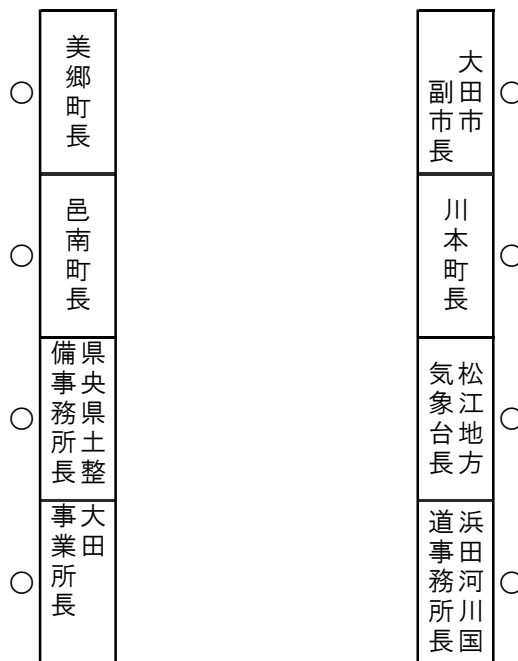 美郷町長
大田市
副市長
邑南町長
川本町長
県央県土整
備事務所長
松江地方
気象台長
大田
事業所長
浜田河川国
道事務所長